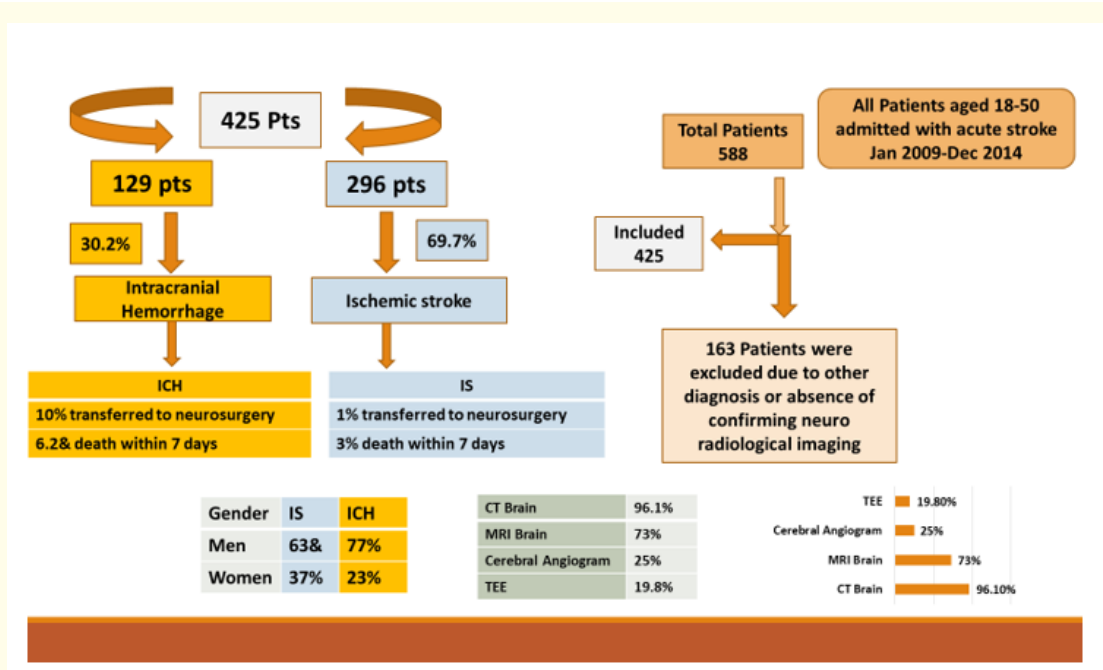 425 Pts
129 pts
296 pts
30.2%
69.7%
Intracranial
Hemorrhage
Ischemic stroke
ICH
10% transferred to neurosurgery
6.2& death within 7 days
IS
1% transferred to neurosurgery
3% death within 7 days
Total Patients
588
All Patients aged 18-50
admitted with acute stroke
Jan 2009-Dec 2014
Included
425
163 Patients were
excluded due to other
diagnosis or absence of
confirming neuro
radiological imaging
Gender IS ICH
Men 63& 77%
Women 37% 23%
CT Brain 96.1%
MRI Brain 73%
Cerebral Angiogram 25%
TEE 19.8%
TEE 19.80%
Cerebral Angiogram 25%
MRI Brain 73%
CT Brain 96.10%